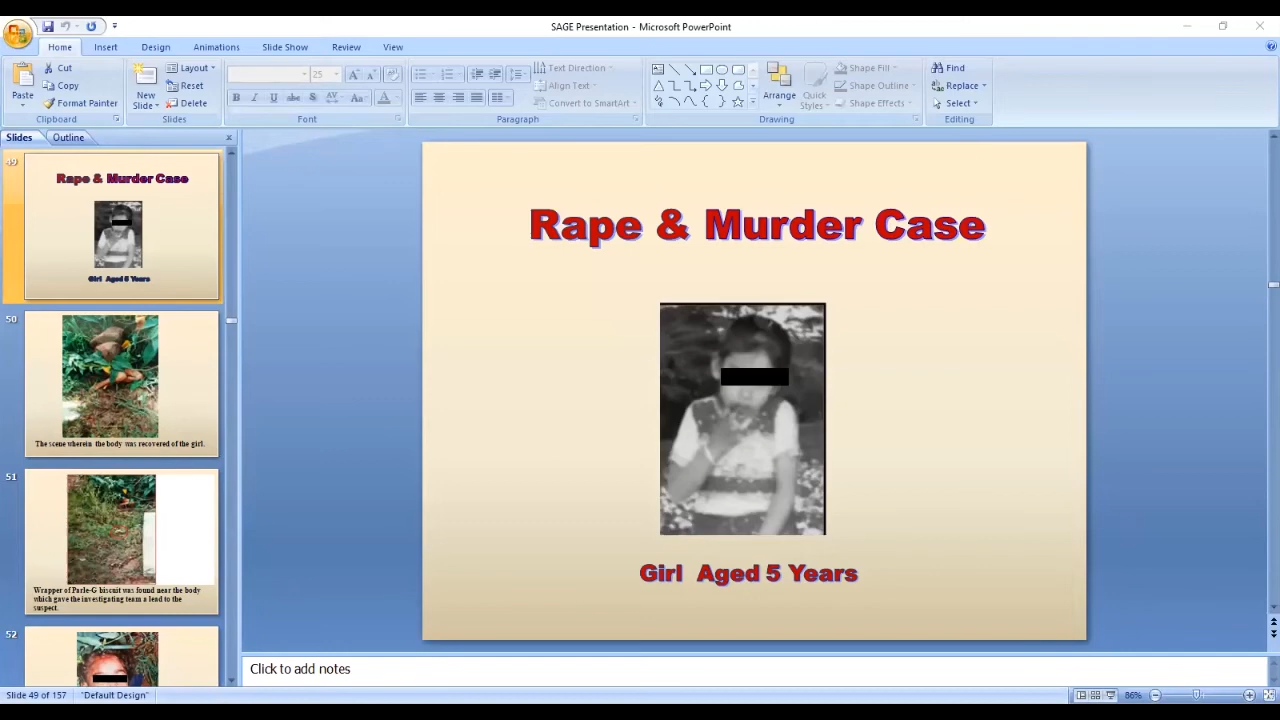 SAGE Presentation - Microsoft PowerPoint
Home Insert Design Animations Slide Show Review View
Paste
Cut
Copy
Format Painter
Clipboard
New Slide
Layout
Reset
Delete
Slides
25
B I U abc S AV Aa A
Font
Text Direction
Align Text
Convert to SmartArt
Paragraph
Arrange
Quick Styles
Shape Fill
Shape Outline
Shape Effects
Drawing
Find
Replace
Select
Editing
Slides Outline
49
Rape & Murder Case
Girl Aged 5 Years
50
The scene wherein the body was recovered of the girl.
51
Wrapper of Parle-G biscuit was found near the body
which gave the investigating team a lead to the
suspect.
52
Rape & Murder Case
Girl Aged 5 Years
Click to add notes
Slide 49 of 157 "Default Design" 86%